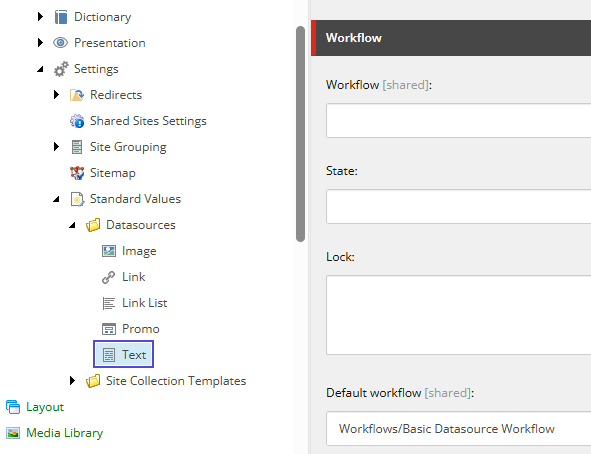 Dictionary
Presentation
Settings
Redirects
Shared Sites Settings
Site Grouping
Sitemap
Standard Values
Datasources
Image
Link
Link List
Promo
Text
Site Collection Templates
Layout
Media Library
Workflow
Workflow [shared]:
State:
Lock:
Default workflow [shared]:
Workflows/Basic Datasource Workflow